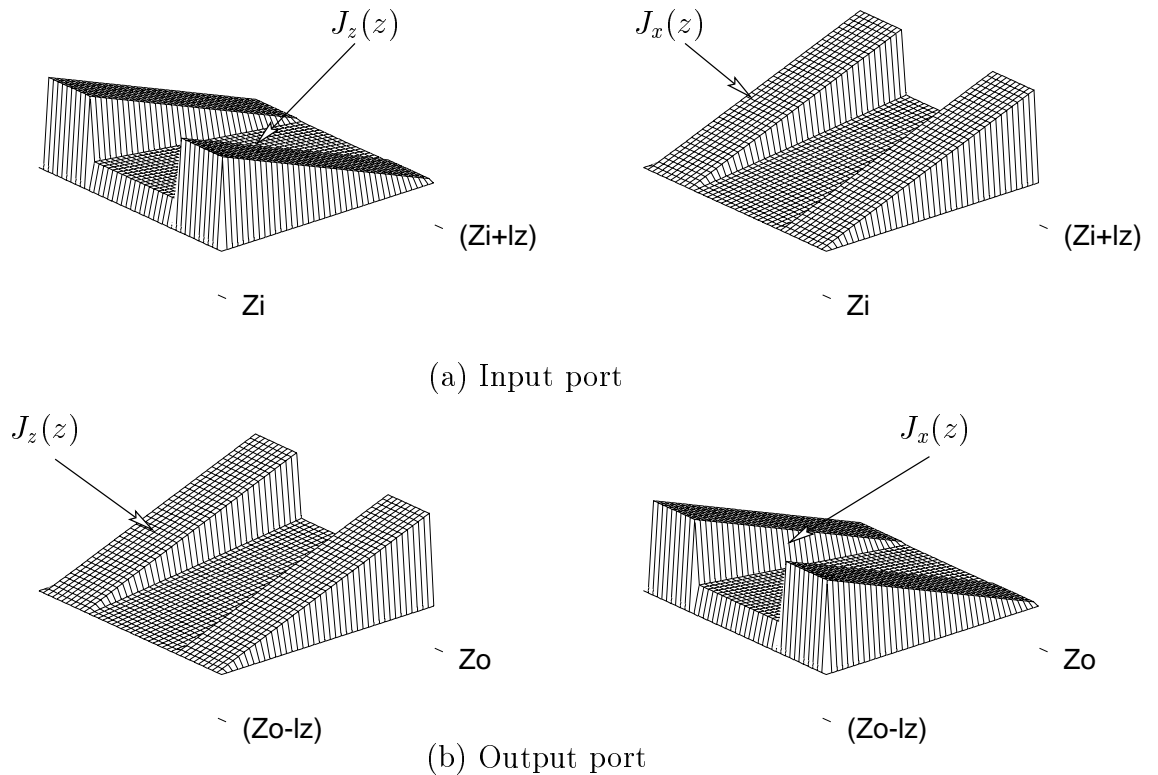 J_z(z)
J_x(z)
(Zi+lz)
(Zi+lz)
Zi
Zi
(a) Input port
J_z(z)
J_x(z)
Zo
Zo
(Zo-lz)
(Zo-lz)
(b) Output port